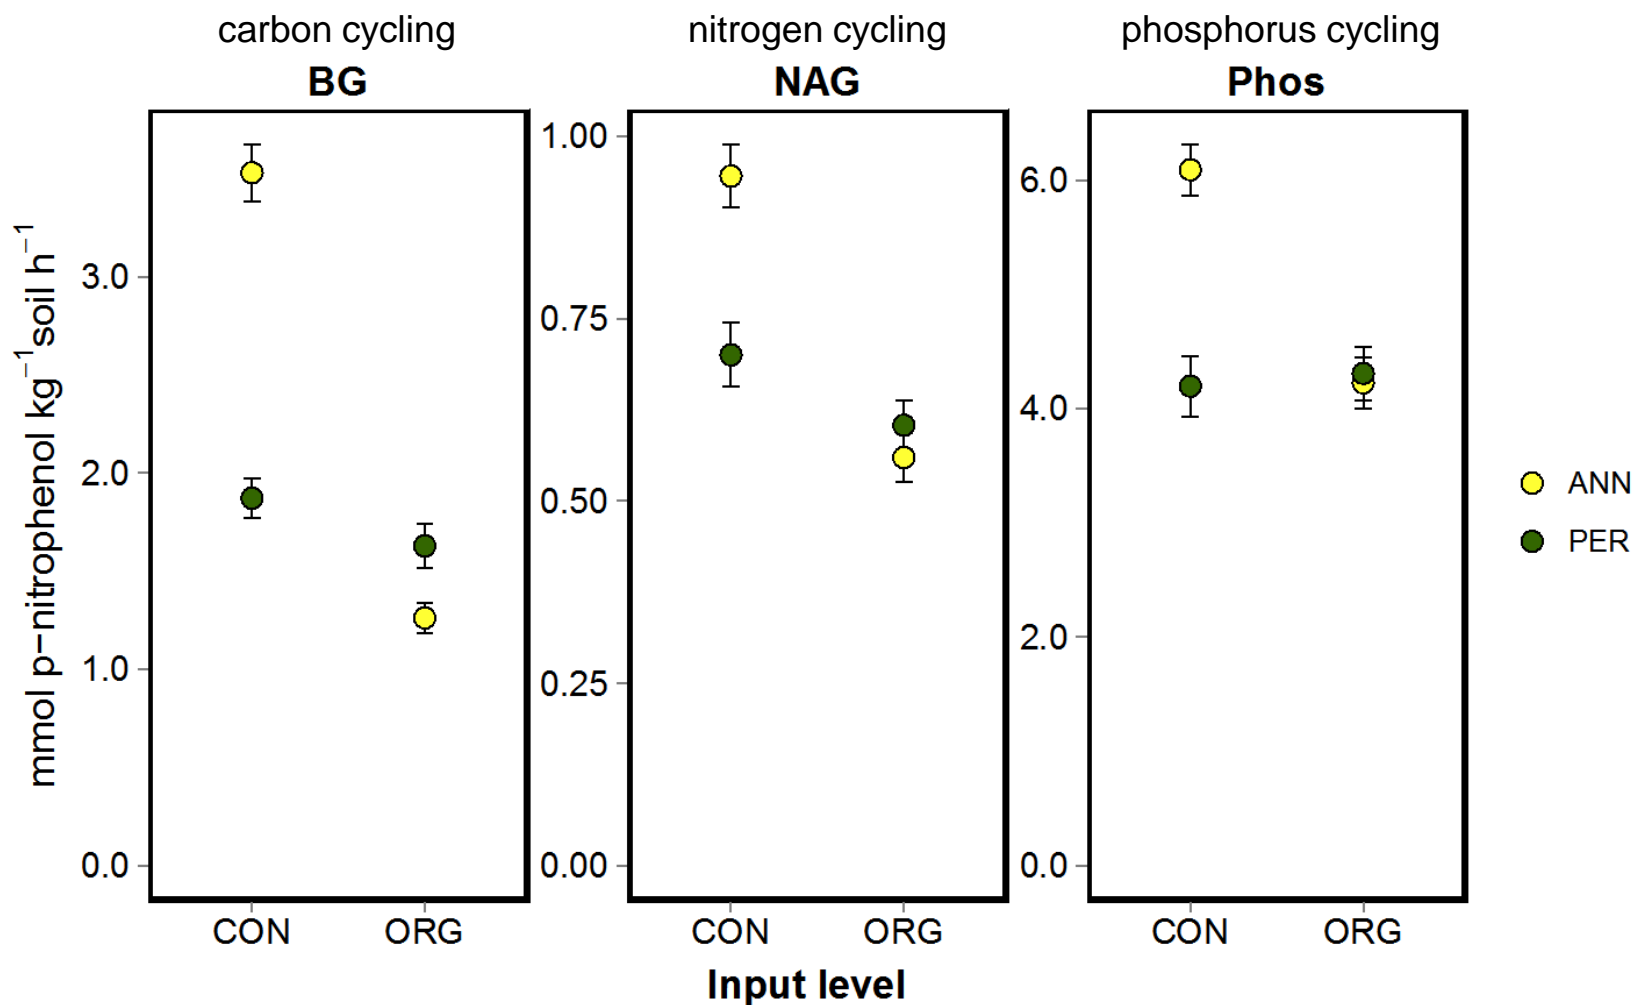 carbon cycling
BG
nitrogen cycling
NAG
phosphorus cycling
Phos
mmol p−nitrophenol kg⁻¹soil h⁻¹
3.0
2.0
1.0
0.0
1.00
0.75
0.50
0.25
0.00
6.0
4.0
2.0
0.0
CON ORG
CON ORG
CON ORG
Input level
ANN
PER